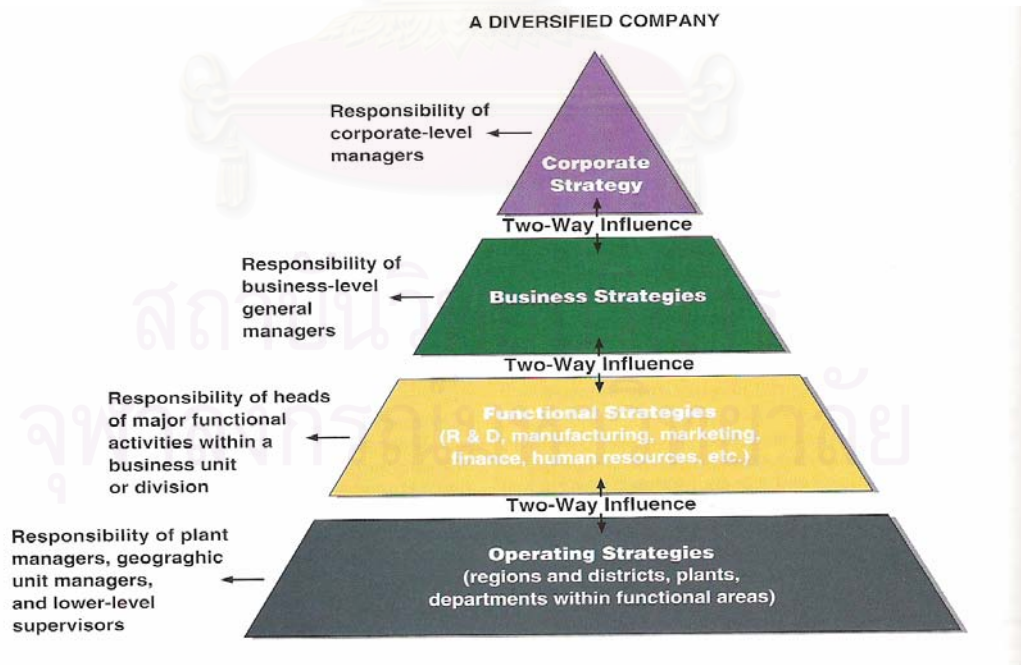 A DIVERSIFIED COMPANY
Responsibility of
corporate-level
managers
Corporate
Strategy
Two-Way Influence
Responsibility of
business-level
general
managers
Business Strategies
Two-Way Influence
Responsibility of heads
of major functional
activities within a
business unit
or division
Functional Strategies
(R & D, manufacturing, marketing,
finance, human resources, etc.)
Two-Way Influence
Responsibility of plant
managers, geograghic
unit managers,
and lower-level
supervisors
Operating Strategies
(regions and districts, plants,
departments within functional areas)